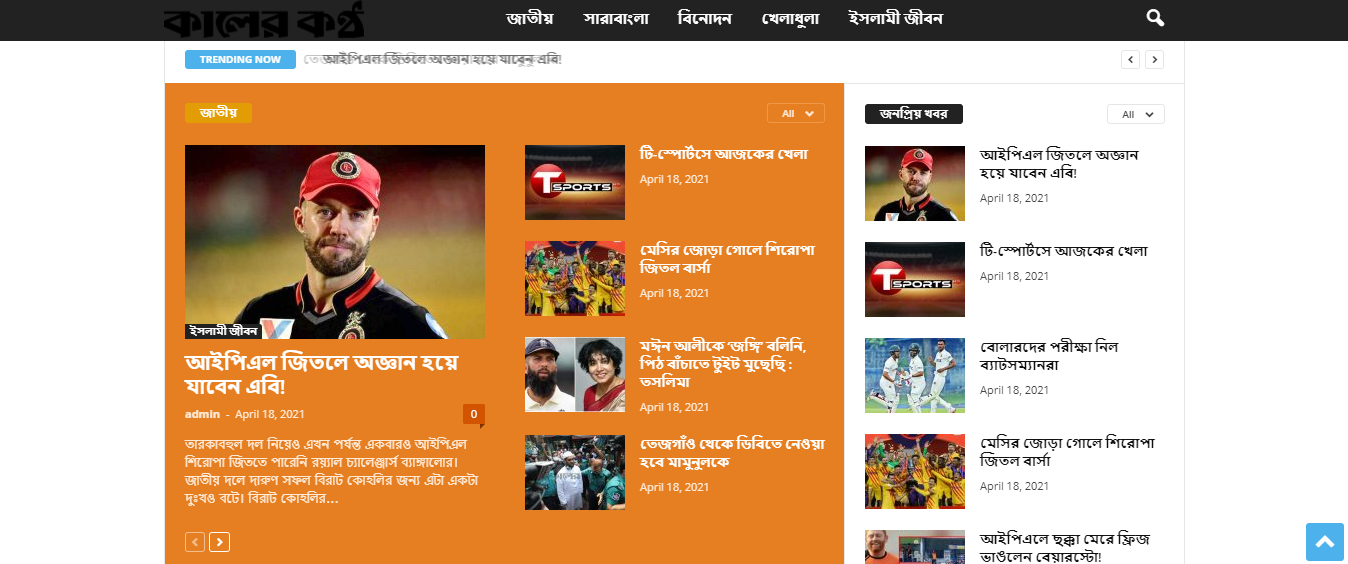 কালের কণ্ঠ
জাতীয় সারাবাংলা বিনোদন খেলাধুলা ইসলামী জীবন
TRENDING NOW আইপিএল জিতলে অজ্ঞান হয়ে যাবেন এবি!
জাতীয়
All
ইসলামী জীবন
আইপিএল জিতলে অজ্ঞান হয়ে
যাবেন এবি!
admin - April 18, 2021
0
তারকাবহুল দল নিয়েও এখন পর্যন্ত একবারও আইপিএল
শিরোপা জিততে পারেনি রয়্যাল চ্যালেঞ্জার্স ব্যাঙ্গালোর।
জাতীয় দলে দারুণ সফল বিরাট কোহলির জন্য এটা একটা
দুঃখও বটে। বিরাট কোহলির...
T SPORTS
টি-স্পোর্টসে আজকের খেলা
April 18, 2021
মেসির জোড়া গোলে শিরোপা
জিতল বার্সা
April 18, 2021
মঈন আলীকে ‘জঙ্গি’ বলিনি,
পিঠ বাঁচাতে টুইট মুছেছি :
তসলিমা
April 18, 2021
তেজগাঁও থেকে ডিবিতে নেওয়া
হবে মামুনুলকে
April 18, 2021
জনপ্রিয় খবর
All
আইপিএল জিতলে অজ্ঞান
হয়ে যাবেন এবি!
April 18, 2021
T SPORTS
টি-স্পোর্টসে আজকের খেলা
April 18, 2021
বোলারদের পরীক্ষা নিল
ব্যাটসম্যানরা
April 18, 2021
মেসির জোড়া গোলে শিরোপা
জিতল বার্সা
April 18, 2021
আইপিএলে ছক্কা মেরে ফ্রিজ
ভাঙলেন বেয়ারস্টো!